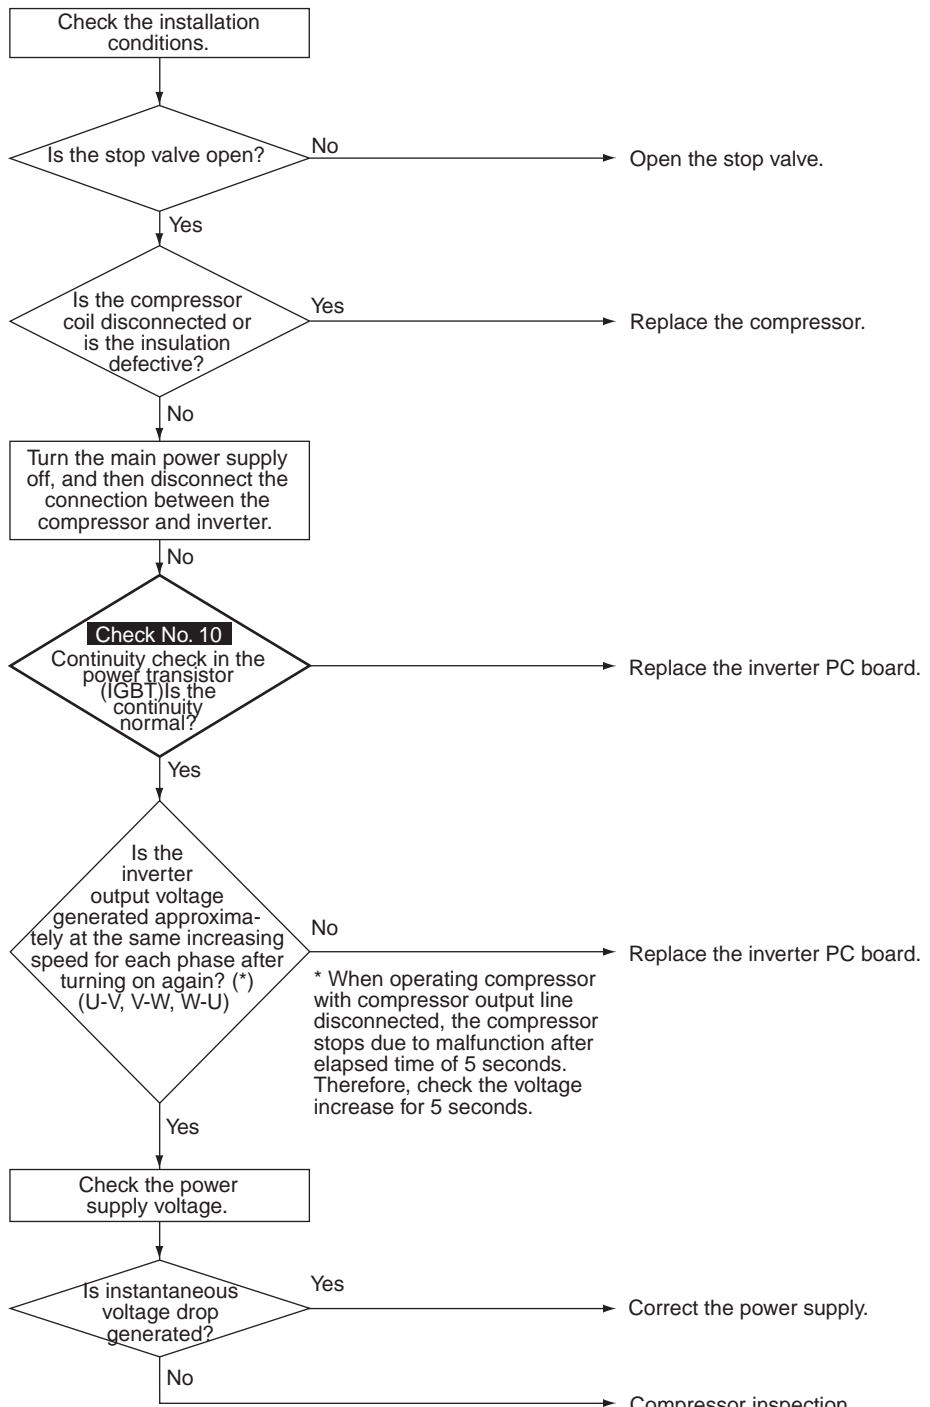 Check the installation
conditions.
Is the stop valve open?
No
Open the stop valve.
Yes
Is the compressor
coil disconnected or
is the insulation
defective?
Yes
Replace the compressor.
No
Turn the main power supply
off, and then disconnect the
connection between the
compressor and inverter.
No
Check No. 10
Continuity check in the
power transistor
(IGBT)Is the
continuity
normal?
Replace the inverter PC board.
Yes
Is the
inverter
output voltage
generated approxima-
tely at the same increasing
speed for each phase after
turning on again? (*)
(U-V, V-W, W-U)
No
Replace the inverter PC board.
* When operating compressor
with compressor output line
disconnected, the compressor
stops due to malfunction after
elapsed time of 5 seconds.
Therefore, check the voltage
increase for 5 seconds.
Yes
Check the power
supply voltage.
Is instantaneous
voltage drop
generated?
Yes
Correct the power supply.
No
Compressor inspection